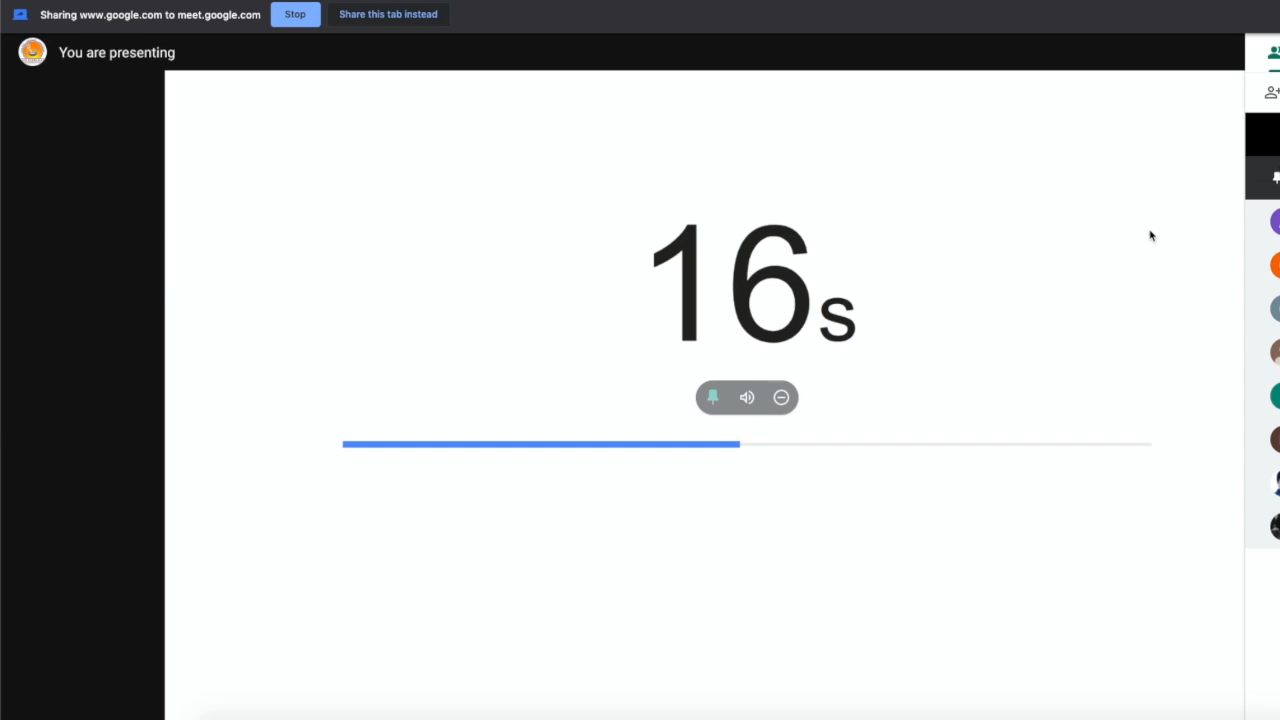 Sharing www.google.com to meet.google.com Stop Share this tab instead
You are presenting
16s